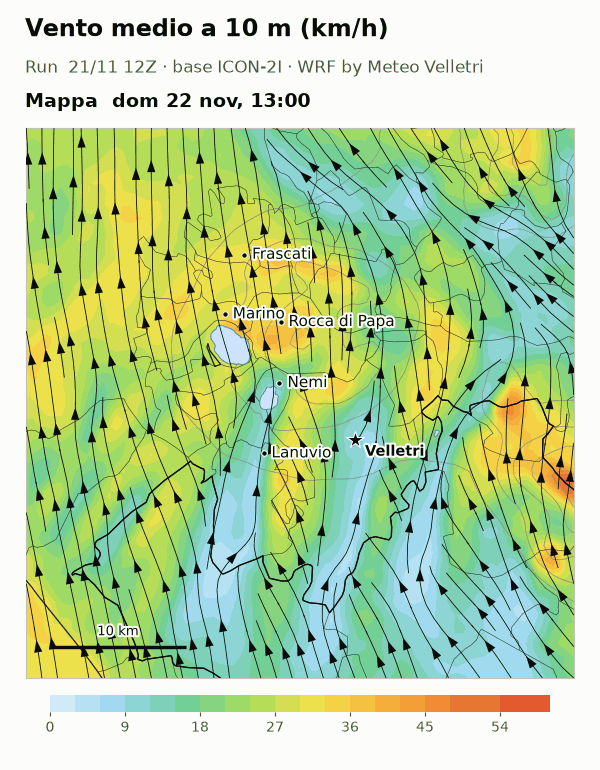 Vento medio a 10 m (km/h)
Run 21/11 12Z · base ICON-2I · WRF by Meteo Velletri
Mappa dom 22 nov, 13:00
Frascati
Marino
Rocca di Papa
Nemi
Velletri
Lanuvio
10 km
0 9 18 27 36 45 54